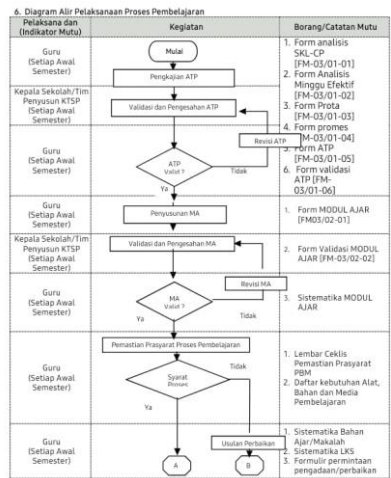 6. Diagram Alir Pelaksanaan Proses Pembelajaran
Pelaksana dan
(Indikator Mutu)
Kegiatan
Borang/Catatan Mutu
Guru
(Setiap Awal
Semester)
Mulai
Pengkajian ATP
1. Form analisis
SKL-CP
[FM-03/01-01]
2. Form Analisis
Minggu Efektif
[FM-03/01-02]
3. Form Prota
[FM-03/01-03]
4. Form promes
[FM-03/01-04]
5. Form ATP
[FM-03/01-05]
6. Form validasi
ATP [FM-
03/01-06]
Kepala Sekolah/Tim
Penyusun KTSP
(Setiap Awal
Semester)
Validasi dan Pengesahan ATP
Revisi ATP
Guru
(Setiap Awal
Semester)
ATP
Valid ?
Tidak
Ya
Guru
(Setiap Awal
Semester)
Penyusunan MA
1. Form MODUL AJAR
[FM03/02-01]
Kepala Sekolah/Tim
Penyusun KTSP
(Setiap Awal
Semester)
Validasi dan Pengesahan MA
2. Form Validasi MODUL
AJAR [FM-03/02-02]
Revisi MA
Guru
(Setiap Awal
Semester)
MA
Valid ?
Ya
Tidak
3. Sistematika MODUL
AJAR
Guru
(Setiap Awal
Semester)
Pemastian Prasyarat Proses Pembelajaran
Syarat
Proses
Tidak
Ya
1. Lembar Ceklis
Pemastian Prasyarat
PBM
2. Daftar kebutuhan Alat,
Bahan dan Media
Pembelajaran
Guru
(Setiap Awal
Semester)
Usulan Perbaikan
A
B
1. Sistematika Bahan
Ajar/Makalah
2. Sistematika LKS
3. Formulir permintaan
pengadaan/perbaikan